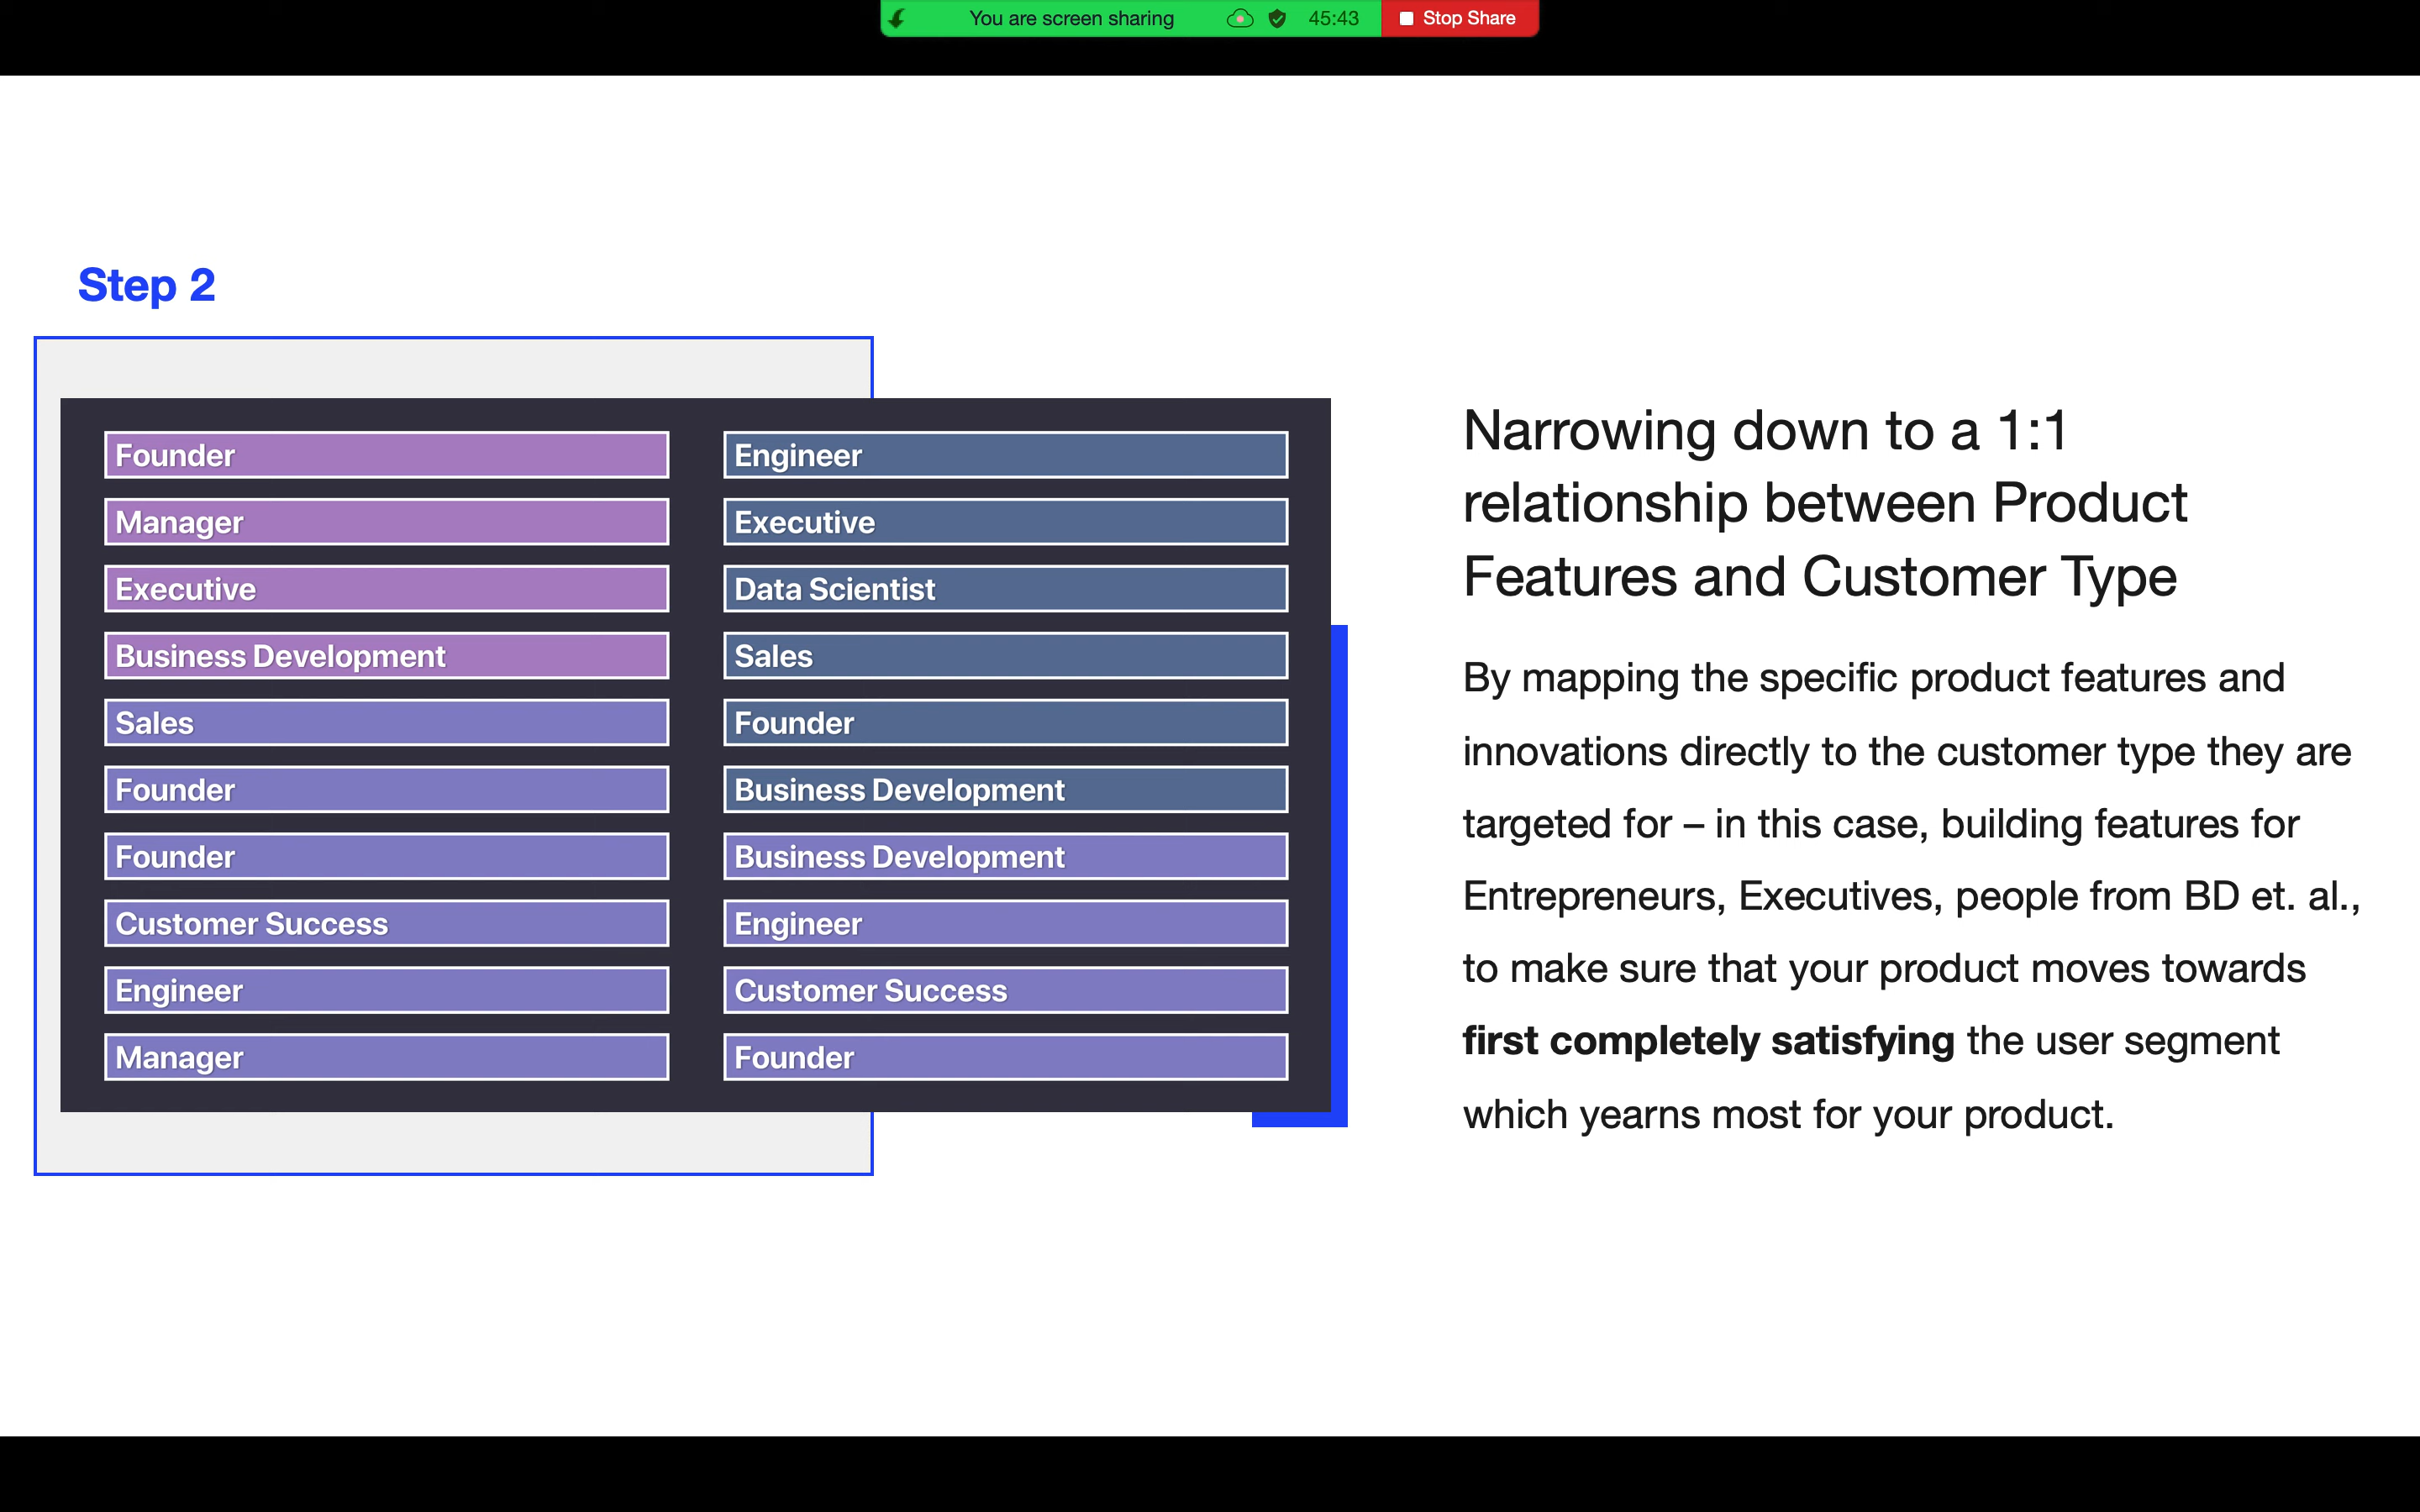 You are screen sharing
45:43
Stop Share
Step 2
Founder
Manager
Executive
Business Development
Sales
Founder
Founder
Customer Success
Engineer
Manager
Engineer
Executive
Data Scientist
Sales
Founder
Business Development
Business Development
Engineer
Customer Success
Founder
Narrowing down to a 1:1
relationship between Product
Features and Customer Type
By mapping the specific product features and
innovations directly to the customer type they are
targeted for – in this case, building features for
Entrepreneurs, Executives, people from BD et. al.,
to make sure that your product moves towards
first completely satisfying the user segment
which yearns most for your product.